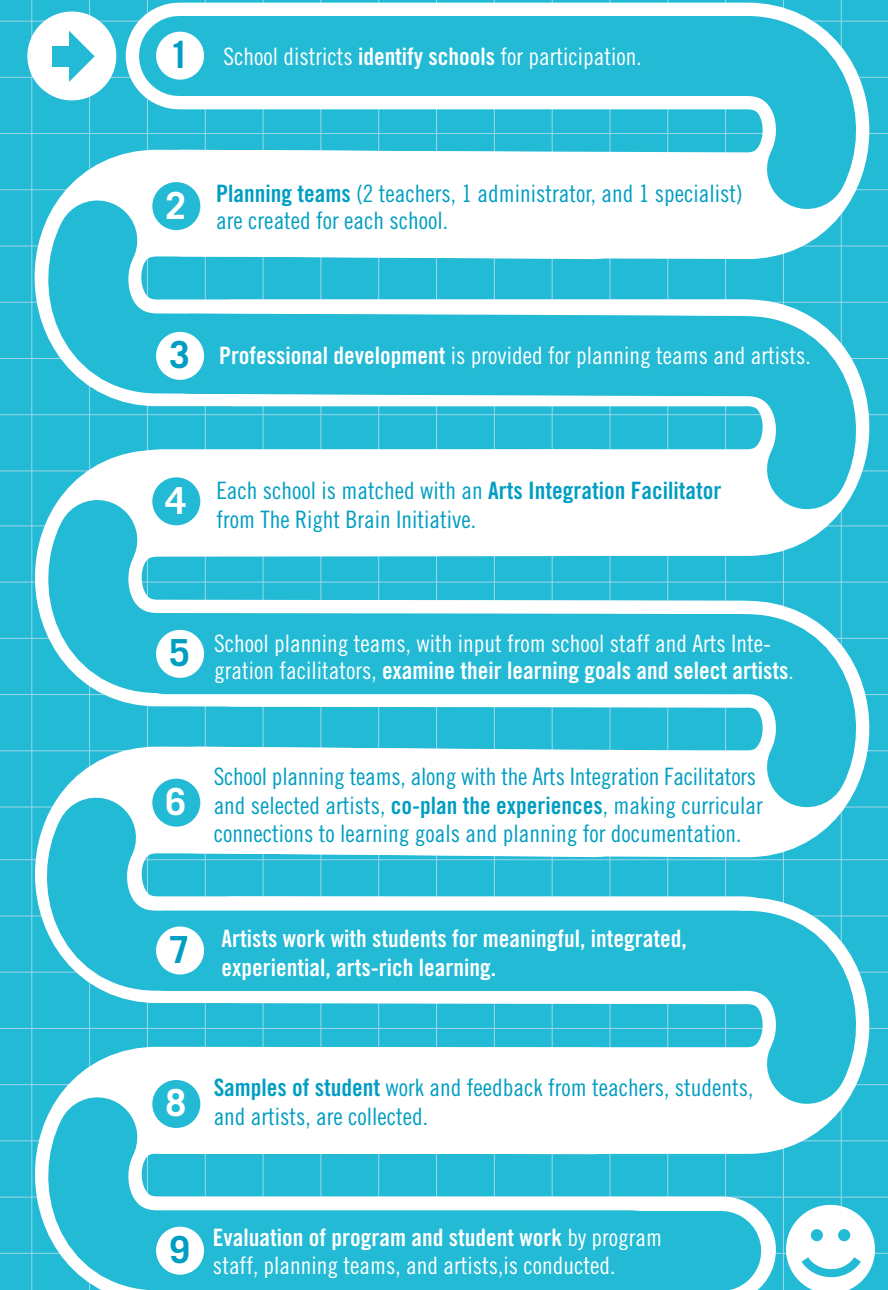 1 School districts identify schools for participation.
2 Planning teams (2 teachers, 1 administrator, and 1 specialist)
are created for each school.
3 Professional development is provided for planning teams and artists.
4 Each school is matched with an Arts Integration Facilitator
from The Right Brain Initiative.
5 School planning teams, with input from school staff and Arts Inte-
gration facilitators, examine their learning goals and select artists.
6 School planning teams, along with the Arts Integration Facilitators
and selected artists, co-plan the experiences, making curricular
connections to learning goals and planning for documentation.
7 Artists work with students for meaningful, integrated,
experiential, arts-rich learning.
8 Samples of student work and feedback from teachers, students,
and artists, are collected.
9 Evaluation of program and student work by program
staff, planning teams, and artists,is conducted.